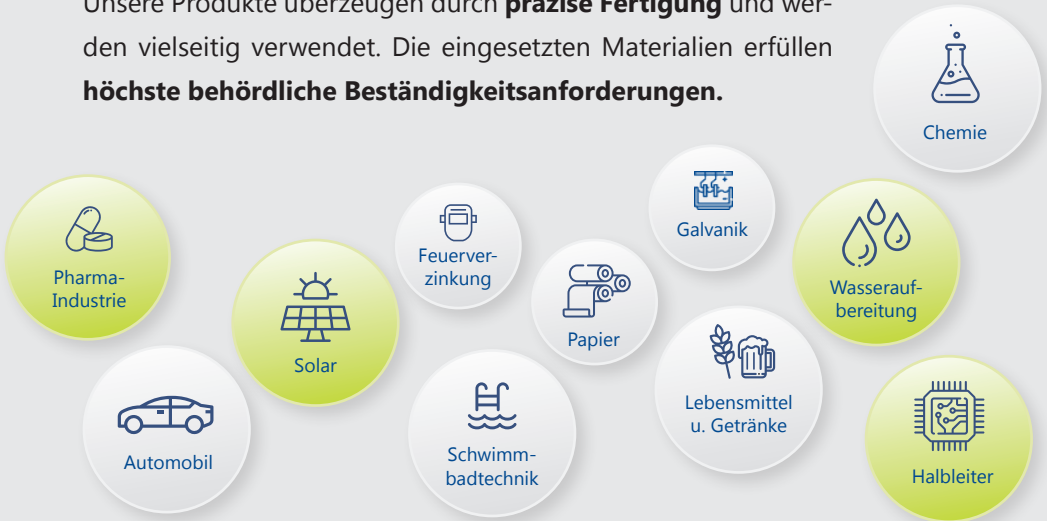 Unsere Produkte überzeugen durch präzise Fertigung und wer-
den vielseitig verwendet. Die eingesetzten Materialien erfüllen
höchste behördliche Beständigkeitsanforderungen.
Chemie
Galvanik
Feuerver-
zinkung
Pharma-
Industrie
Wasserauf-
bereitung
Papier
Solar
Lebensmittel
u. Getränke
Automobil
Schwimm-
badtechnik
Halbleiter